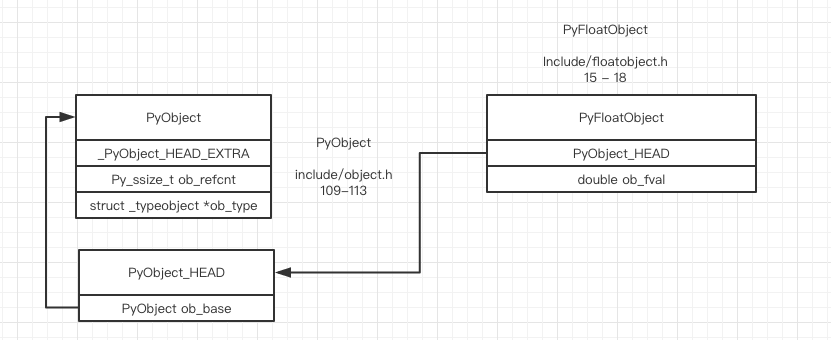 PyFloatObject
Include/floatobject.h
15 – 18
PyObject
_PyObject_HEAD_EXTRA
Py_ssize_t ob_refcnt
struct _typeobject *ob_type
PyObject
include/object.h
109–113
PyFloatObject
PyObject_HEAD
double ob_fval
PyObject_HEAD
PyObject ob_base